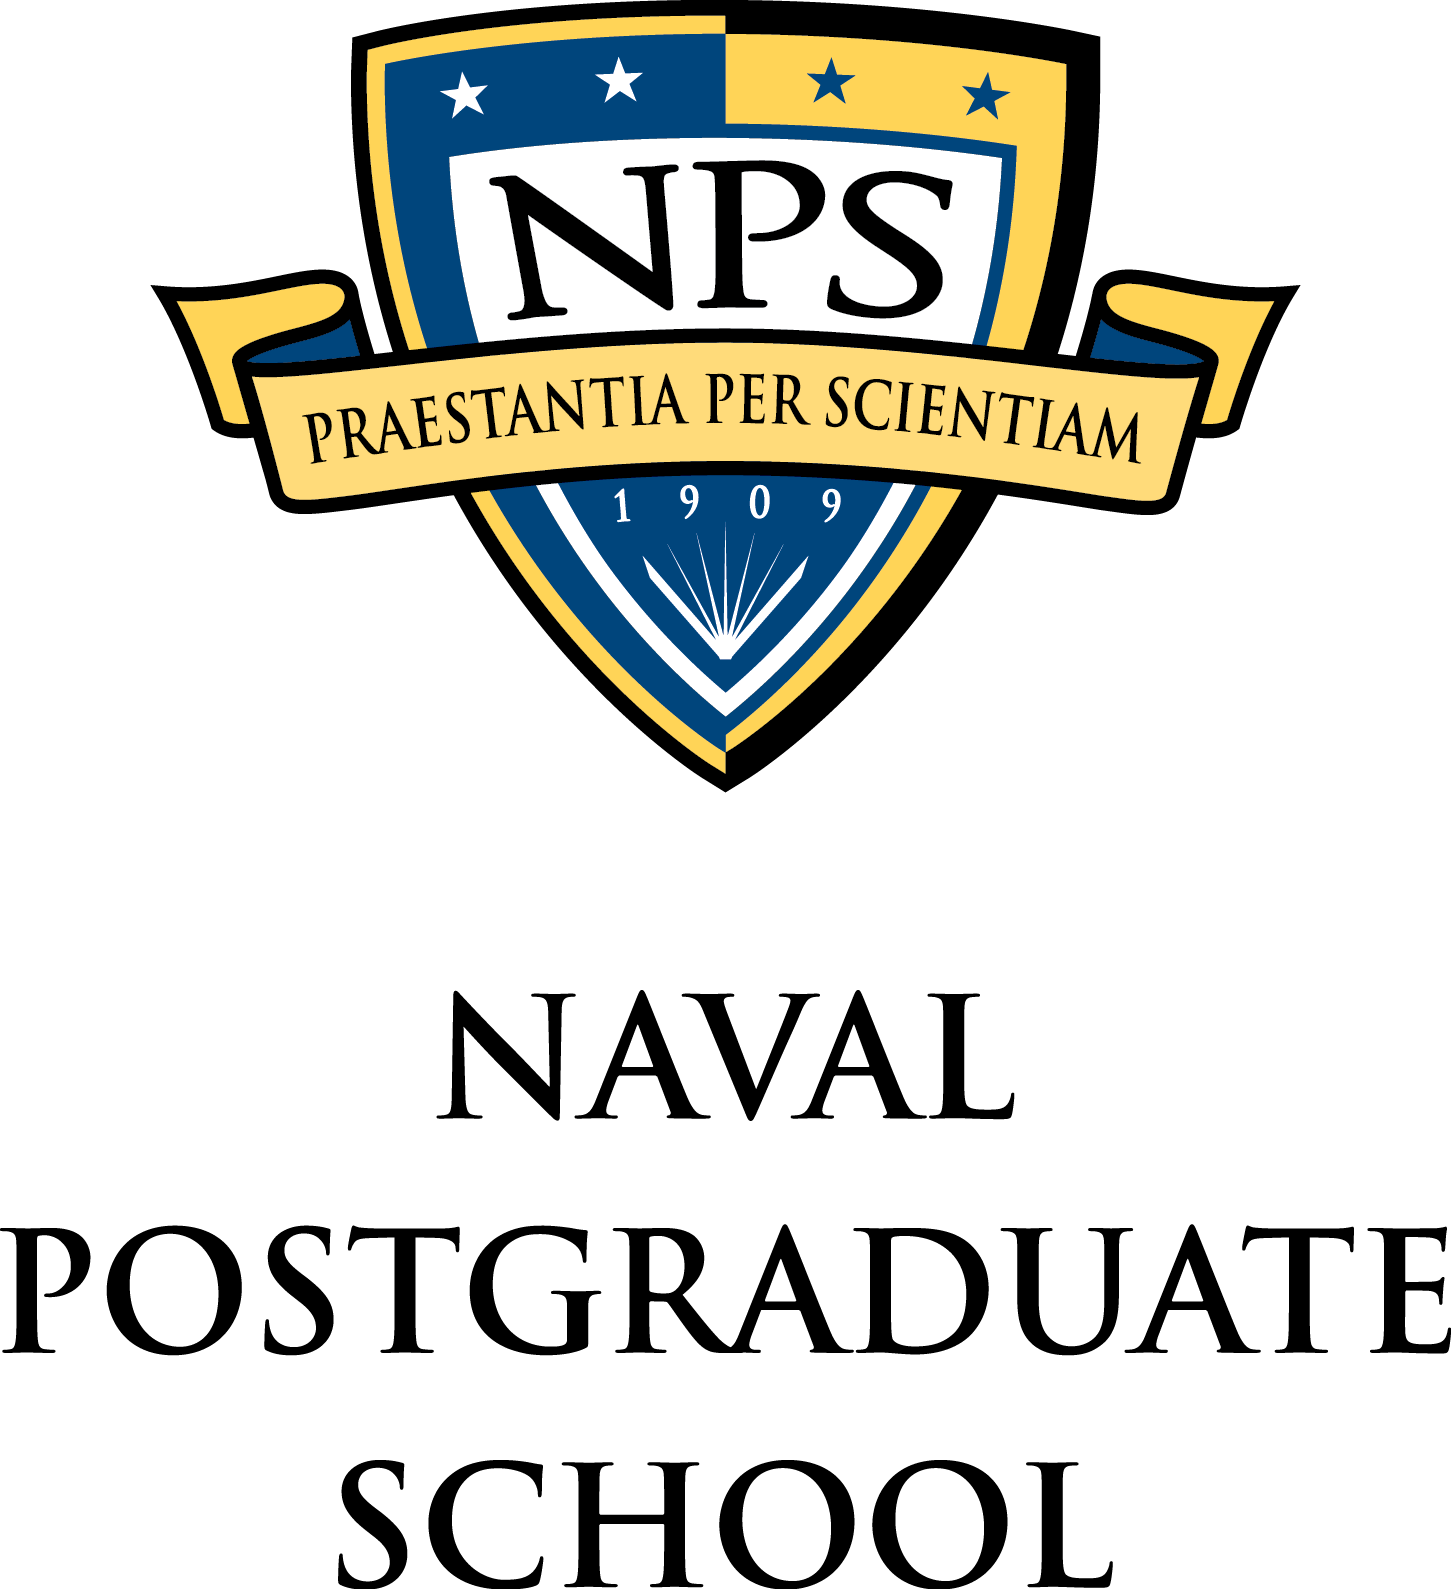 NPS
PRAESTANTIA PER SCIENTIAM
1909
NAVAL
POSTGRADUATE
SCHOOL